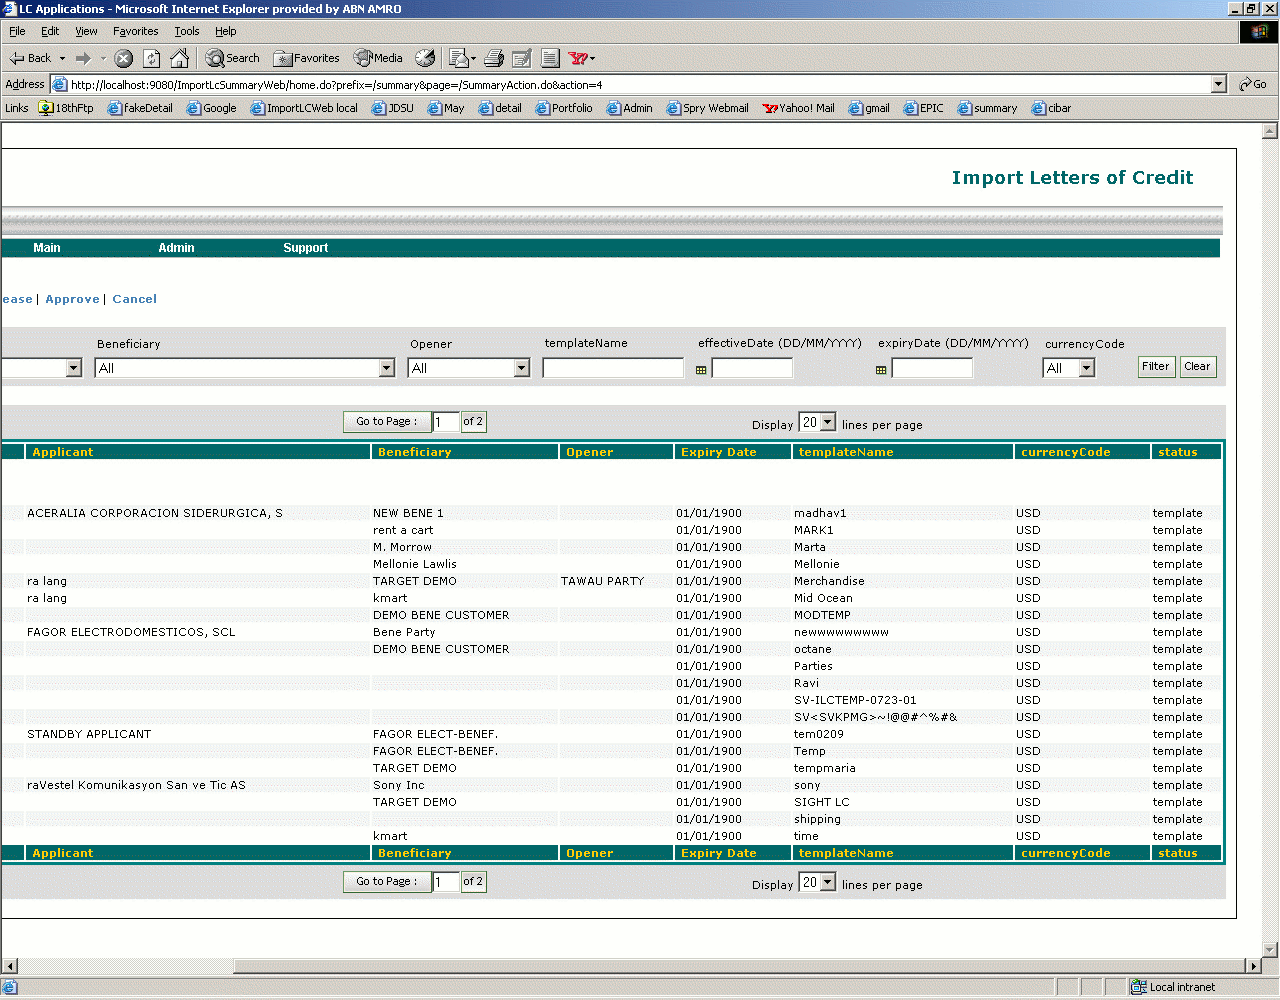 LC Applications - Microsoft Internet Explorer provided by ABN AMRO
File Edit View Favorites Tools Help
Back Search Favorites Media
Address http://localhost:9080/ImportLcSummaryWeb/home.do?prefix=/summary&page=/SummaryAction.do&action=4 Go
Links 18thFtp fakeDetail Google ImportLCWeb local JDSU May detail Portfolio Admin Spry Webmail Yahoo! Mail gmail EPIC summary cibar
Import Letters of Credit
Main Admin Support
ease | Approve | Cancel
Beneficiary Opener templateName effectiveDate (DD/MM/YYYY) expiryDate (DD/MM/YYYY) currencyCode
All All All Filter Clear
Go to Page : 1 of 2 Display 20 lines per page
Applicant Beneficiary Opener Expiry Date templateName currencyCode status
ACERALIA CORPORACION SIDERURGICA, S NEW BENE 1 01/01/1900 madhav1 USD template
rent a cart 01/01/1900 MARK1 USD template
M. Morrow 01/01/1900 Marta USD template
Mellonie Lawlis 01/01/1900 Mellonie USD template
ra lang TARGET DEMO TAWAU PARTY 01/01/1900 Merchandise USD template
ra lang kmart 01/01/1900 Mid Ocean USD template
DEMO BENE CUSTOMER 01/01/1900 MODTEMP USD template
FAGOR ELECTRODOMESTICOS, SCL Bene Party 01/01/1900 newwwwwwwww USD template
DEMO BENE CUSTOMER 01/01/1900 octane USD template
01/01/1900 Parties USD template
01/01/1900 Ravi USD template
01/01/1900 SV-ILCTEMP-0723-01 USD template
01/01/1900 SV<SVKPMG>~!@@#^%#& USD template
STANDBY APPLICANT FAGOR ELECT-BENEF. 01/01/1900 tem0209 USD template
FAGOR ELECT-BENEF. 01/01/1900 Temp USD template
TARGET DEMO 01/01/1900 tempmaria USD template
raVestel Komunikasyon San ve Tic AS Sony Inc 01/01/1900 sony USD template
TARGET DEMO 01/01/1900 SIGHT LC USD template
01/01/1900 shipping USD template
kmart 01/01/1900 time USD template
Applicant Beneficiary Opener Expiry Date templateName currencyCode status
Go to Page : 1 of 2 Display 20 lines per page
Local intranet